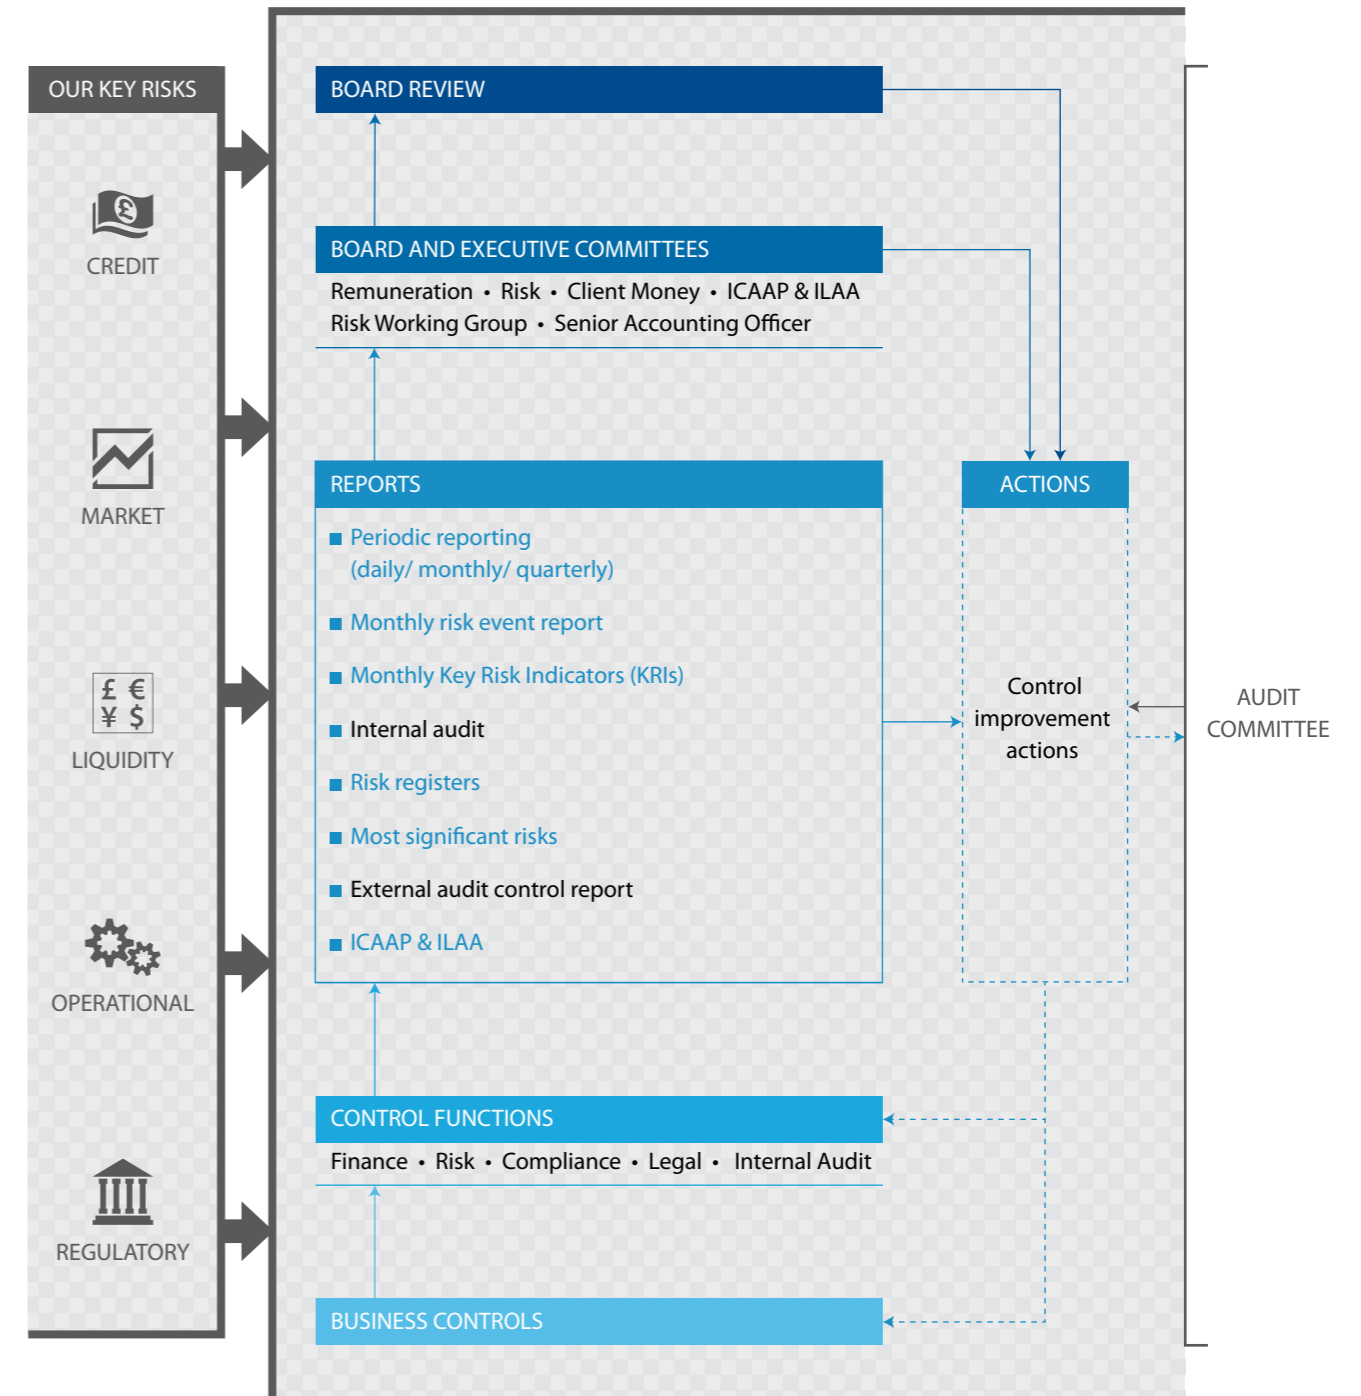 OUR KEY RISKS
CREDIT
MARKET
£ €
¥ $
LIQUIDITY
OPERATIONAL
REGULATORY
BOARD REVIEW
BOARD AND EXECUTIVE COMMITTEES
Remuneration • Risk • Client Money • ICAAP & ILAA
Risk Working Group • Senior Accounting Officer
REPORTS
Periodic reporting
(daily/ monthly/ quarterly)
Monthly risk event report
Monthly Key Risk Indicators (KRIs)
Internal audit
Risk registers
Most significant risks
External audit control report
ICAAP & ILAA
CONTROL FUNCTIONS
Finance • Risk • Compliance • Legal • Internal Audit
BUSINESS CONTROLS
ACTIONS
Control
improvement
actions
AUDIT
COMMITTEE